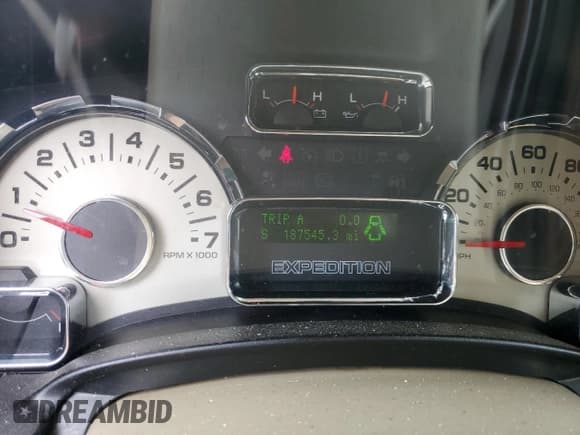 L H L H
0 1 2 3 4 5 6 7
RPM X 1000
20 40 60 80
TRIP A 0.0
S 187545.3 mi
EXPEDITION
DREAMBID